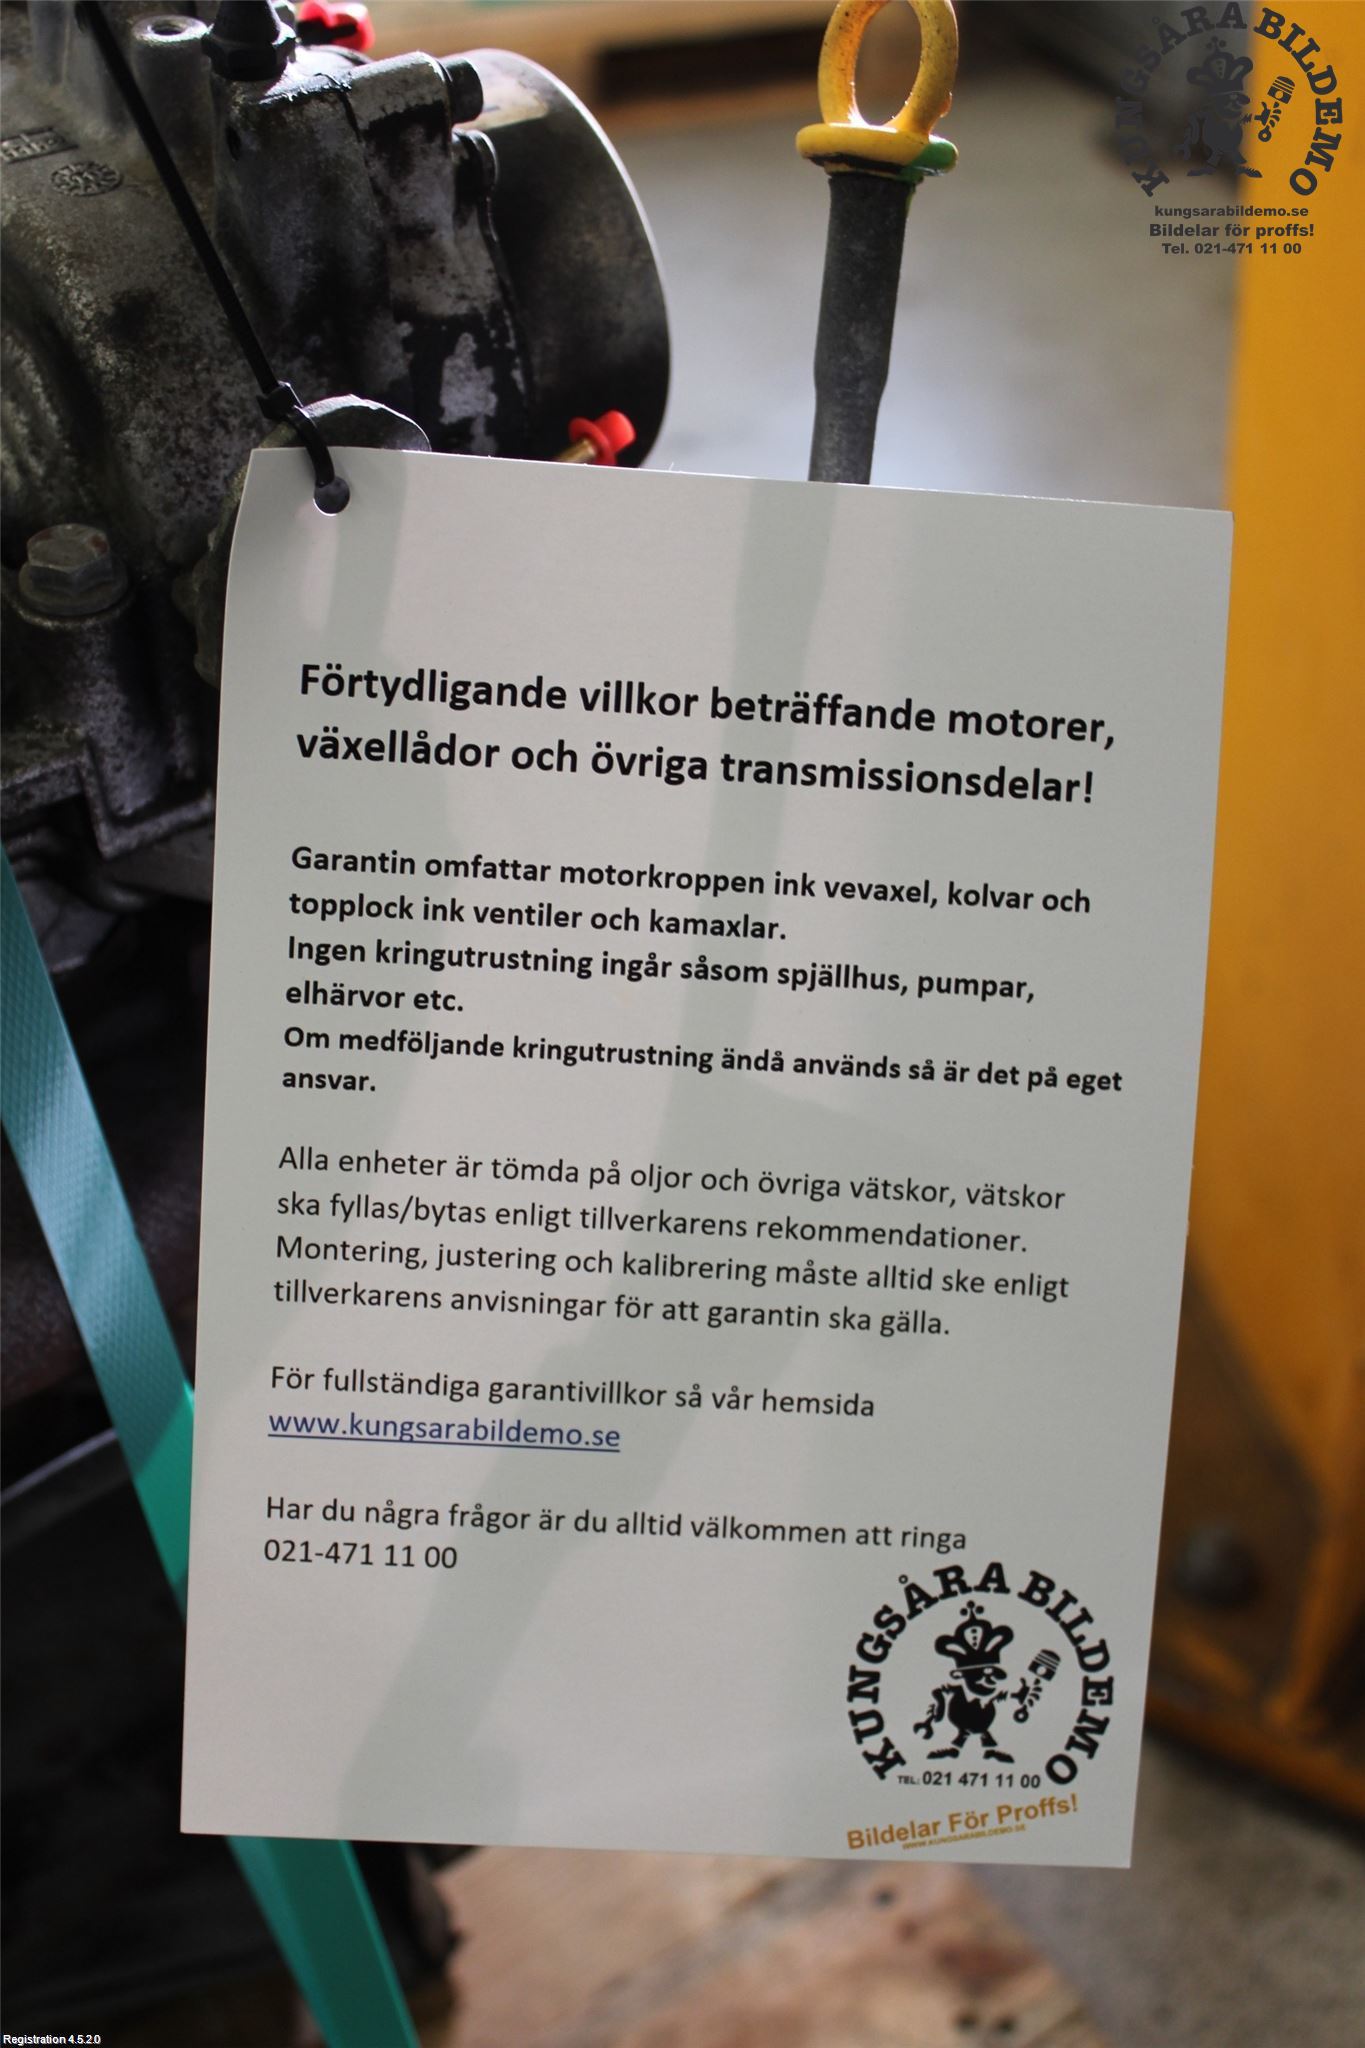 KUNGSÅRA BILDEMO
kungsarabildemo.se
Bildelar för proffs!
Tel. 021-471 11 00
Förtydligande villkor beträffande motorer,
växellådor och övriga transmissionsdelar!
Garantin omfattar motorkroppen ink vevaxel, kolvar och
topplock ink ventiler och kamaxlar.
Ingen kringutrustning ingår såsom spjällhus, pumpar,
elhärvor etc.
Om medföljande kringutrustning ändå används så är det på eget
ansvar.
Alla enheter är tömda på oljor och övriga vätskor, vätskor
ska fyllas/bytas enligt tillverkarens rekommendationer.
Montering, justering och kalibrering måste alltid ske enligt
tillverkarens anvisningar för att garantin ska gälla.
För fullständiga garantivillkor så vår hemsida
www.kungsarabildemo.se
Har du några frågor är du alltid välkommen att ringa
021-471 11 00
KUNGSÅRA BILDEMO
TEL: 021 471 11 00
Bildelar För Proffs!
WWW.KUNGSARABILDEMO.SE
Registration 4.5.2.0